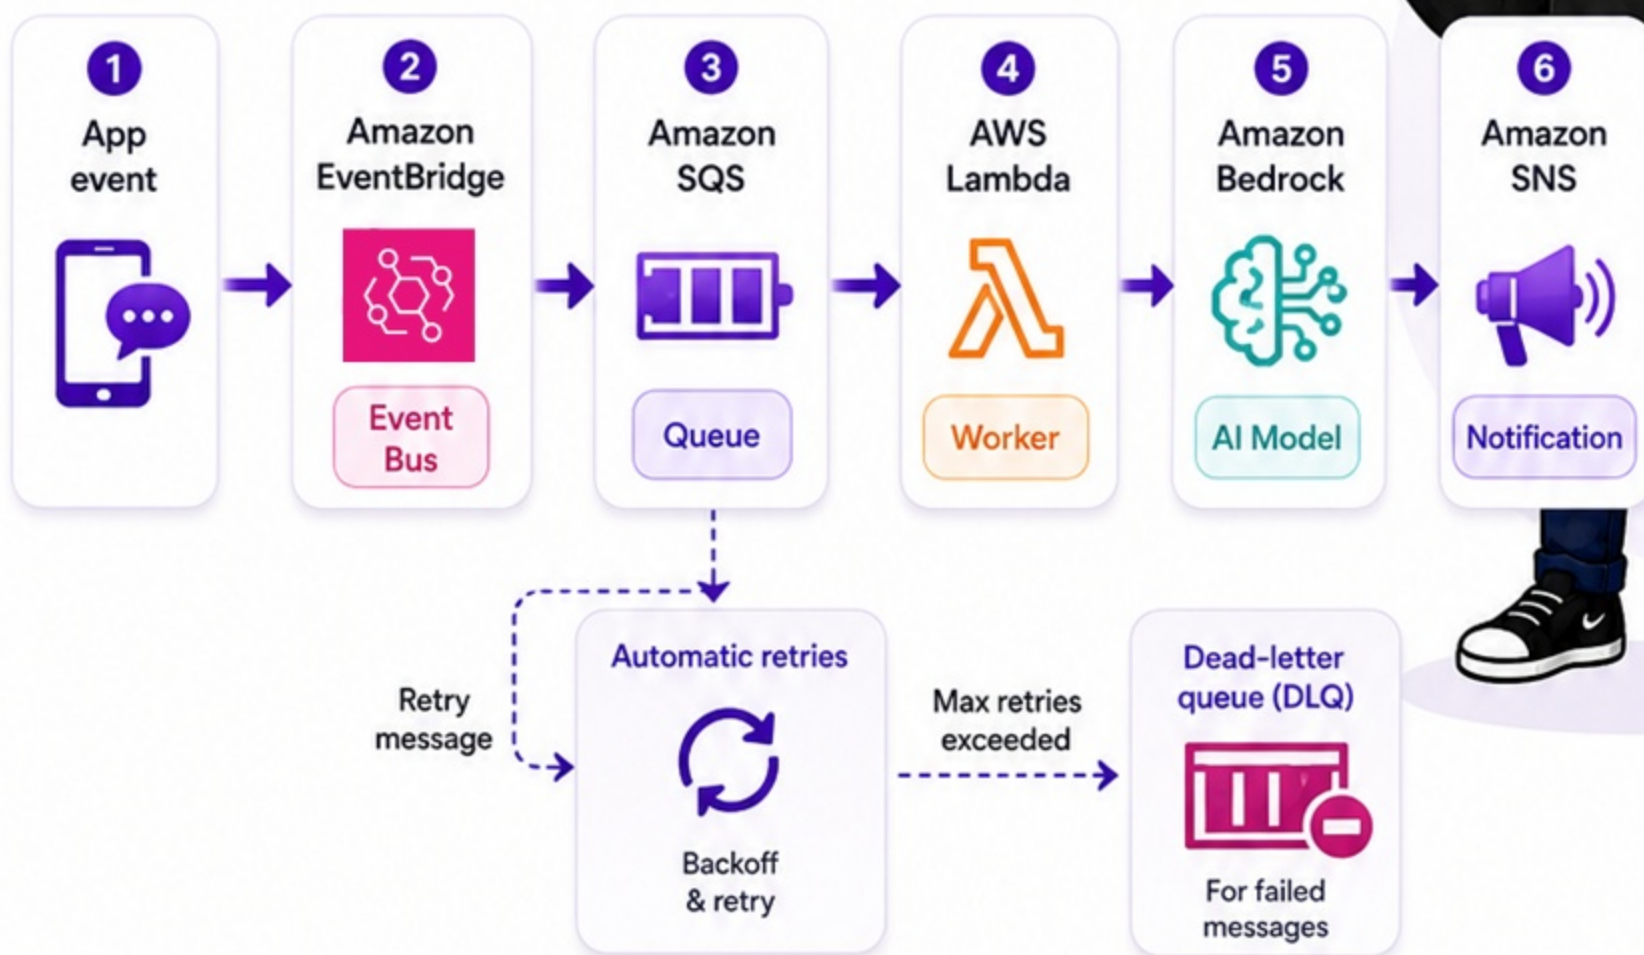 1
App
event
2
Amazon
EventBridge
Event
Bus
3
Amazon
SQS
Queue
4
AWS
Lambda
Worker
5
Amazon
Bedrock
AI Model
6
Amazon
SNS
Notification
Retry
message
Automatic retries
Backoff
& retry
Max retries
exceeded
Dead-letter
queue (DLQ)
For failed
messages